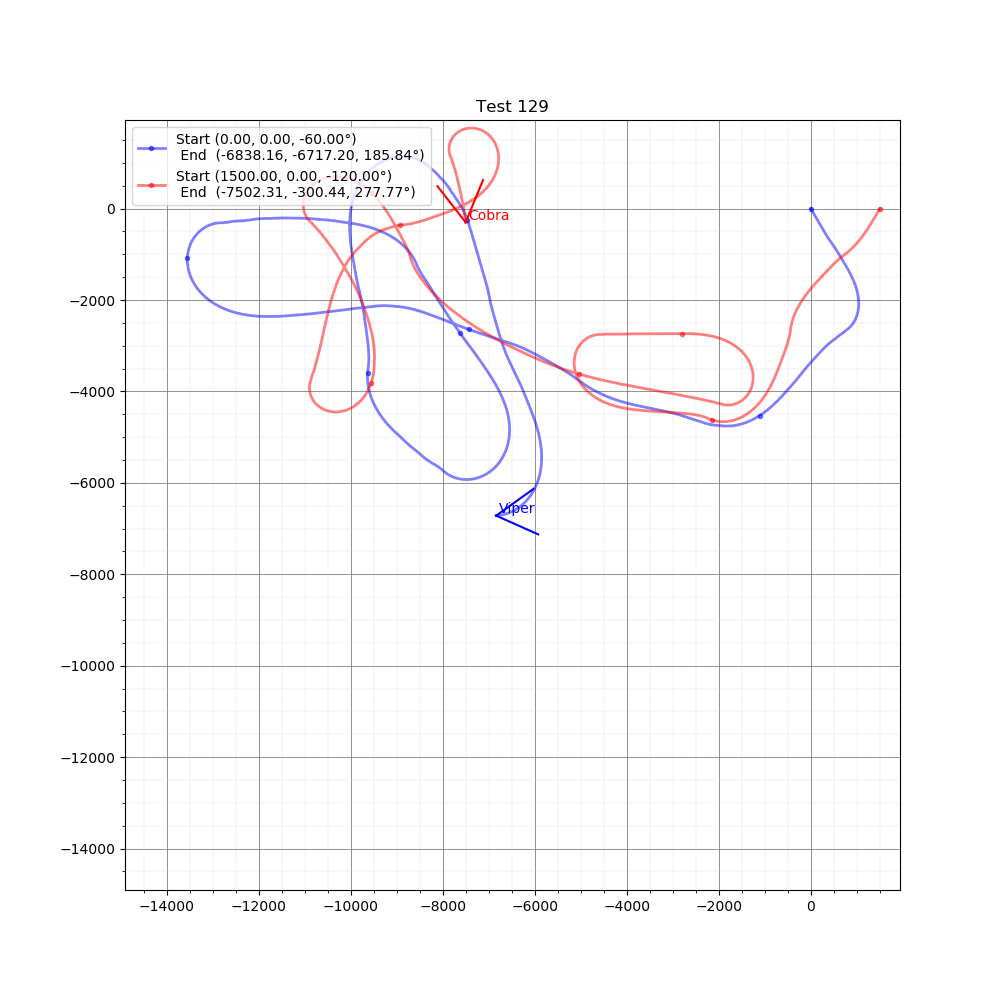 Test 129
Start (0.00, 0.00, -60.00°)
End (-6838.16, -6717.20, 185.84°)
Start (1500.00, 0.00, -120.00°)
End (-7502.31, -300.44, 277.77°)
Cobra
Viper
0
−2000
−4000
−6000
−8000
−10000
−12000
−14000
−14000 −12000 −10000 −8000 −6000 −4000 −2000 0